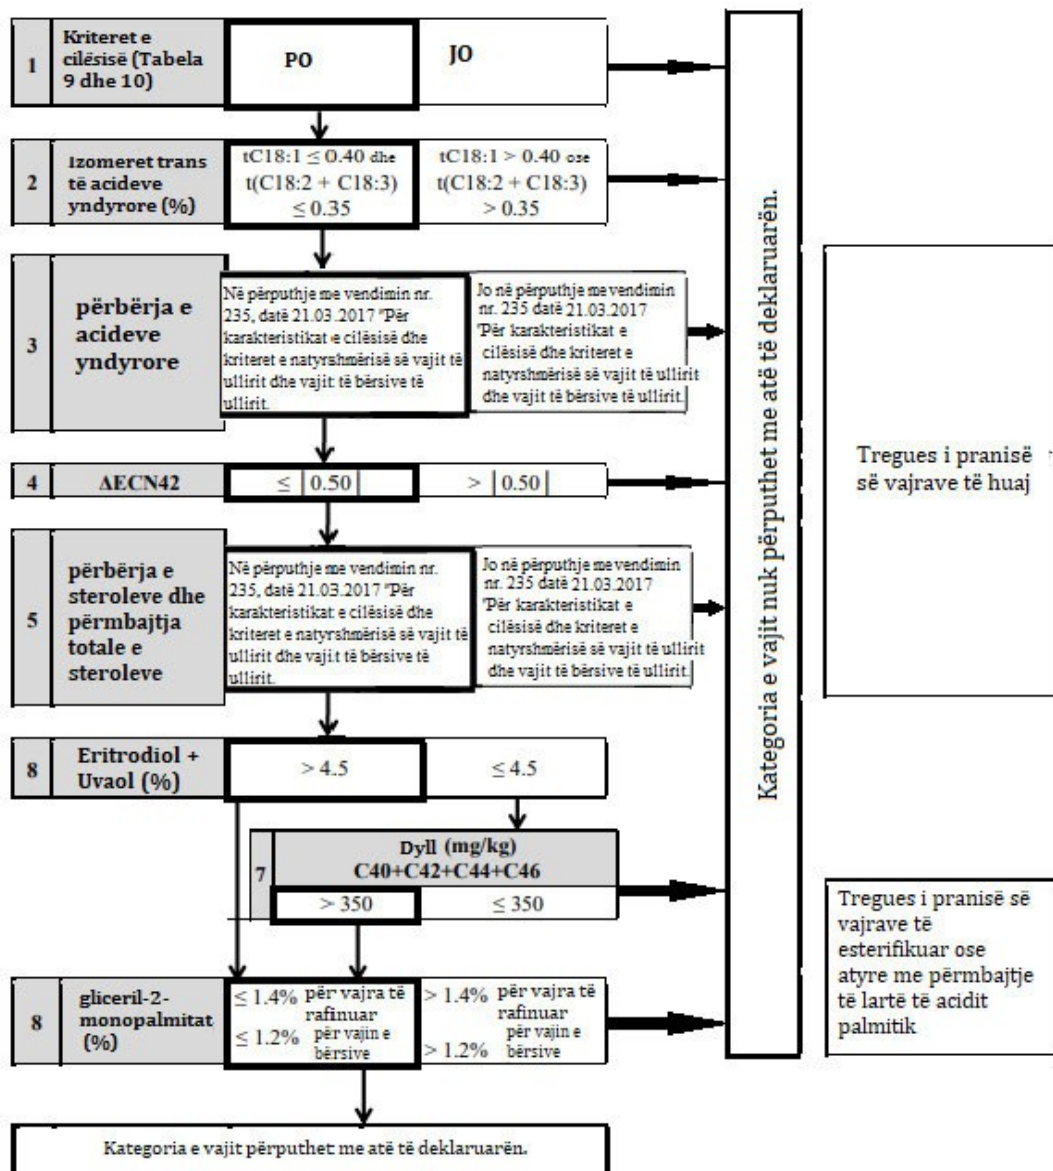 1
Kriteret e
cilësisë (Tabela
9 dhe 10)
PO
JO
2
Izomeret trans
të acideve
yndyrore (%)
tC18:1 ≤ 0.40 dhe
t(C18:2 + C18:3)
≤ 0.35
tC18:1 > 0.40 ose
t(C18:2 + C18:3)
> 0.35
3
përbërja e
acideve
yndyrore
Në përputhje me vendimin nr.
235, datë 21.03.2017 "Për
karakteristikat e cilësisë dhe
kriteret e natyrshmërisë së vajit të
ullirit dhe vajit të bërsive të
ullirit.
Jo në përputhje me vendimin
nr. 235 datë 21.03.2017
"Për karakteristikat e
cilësisë dhe kriteret e
natyrshmërisë së vajit të ullirit
dhe vajit të bërsive të ullirit.
4
ΔECN42
≤ |0.50|
> |0.50|
5
përbërja e
steroleve dhe
përmbajtja
totale e
steroleve
Në përputhje me vendimin nr.
235, datë 21.03.2017 "Për
karakteristikat e cilësisë dhe
kriteret e natyrshmërisë së vajit të
ullirit dhe vajit të bërsive të
ullirit.
Jo në përputhje me vendimin
nr. 235 datë 21.03.2017
"Për karakteristikat e
cilësisë dhe kriteret e
natyrshmërisë së vajit të ullirit
dhe vajit të bërsive të ullirit.
8
Eritrodiol +
Uvaol (%)
> 4.5
≤ 4.5
7
Dyll (mg/kg)
C40+C42+C44+C46
> 350
≤ 350
8
gliceril-2-
monopalmitat
(%)
≤ 1.4% për vajra të
rafinuar
≤ 1.2% për vajin e
bërsive
> 1.4% për vajra të
rafinuar
për vajin e
> 1.2% bërsive
Kategoria e vajit përputhet me atë të deklaruarën.
Kategoria e vajit nuk përputhet me atë të deklaruarën.
Tregues i pranisë
së vajrave të huaj
Tregues i pranisë së
vajrave të
esterifikuar ose
atyre me përmbajtje
të lartë të acidit
palmitik